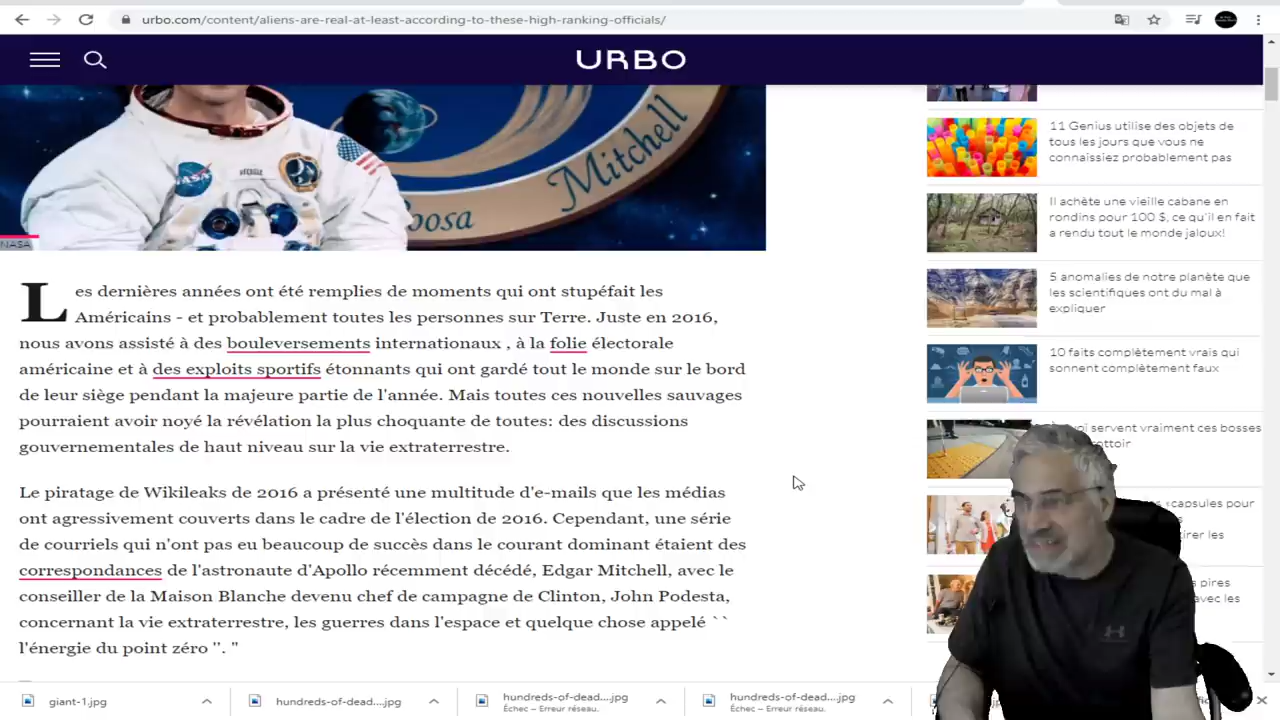 urbo.com/content/aliens-are-real-at-least-according-to-these-high-ranking-officials/
URBO
Mitchell
oosa
NASA
NASA
11 Genius utilise des objets de
tous les jours que vous ne
connaissiez probablement pas
Il achète une vieille cabane en
rondins pour 100 $, ce qu'il en fait
a rendu tout le monde jaloux!
5 anomalies de notre planète que
les scientifiques ont du mal à
expliquer
10 faits complètement vrais qui
sonnent complètement faux
oi servent vraiment ces bosses
ottoir
«capsules pour
tirer les
pires
avec les
Les dernières années ont été remplies de moments qui ont stupéfait les
Américains - et probablement toutes les personnes sur Terre. Juste en 2016,
nous avons assisté à des bouleversements internationaux , à la folie électorale
américaine et à des exploits sportifs étonnants qui ont gardé tout le monde sur le bord
de leur siège pendant la majeure partie de l'année. Mais toutes ces nouvelles sauvages
pourraient avoir noyé la révélation la plus choquante de toutes: des discussions
gouvernementales de haut niveau sur la vie extraterrestre.
Le piratage de Wikileaks de 2016 a présenté une multitude d'e-mails que les médias
ont agressivement couverts dans le cadre de l'élection de 2016. Cependant, une série
de courriels qui n'ont pas eu beaucoup de succès dans le courant dominant étaient des
correspondances de l'astronaute d'Apollo récemment décédé, Edgar Mitchell, avec le
conseiller de la Maison Blanche devenu chef de campagne de Clinton, John Podesta,
concernant la vie extraterrestre, les guerres dans l'espace et quelque chose appelé ``
l'énergie du point zéro ''. "
giant-1.jpg
hundreds-of-dead....jpg
hundreds-of-dead....jpg
Échec – Erreur réseau.
hundreds-of-dead....jpg
Échec – Erreur réseau.